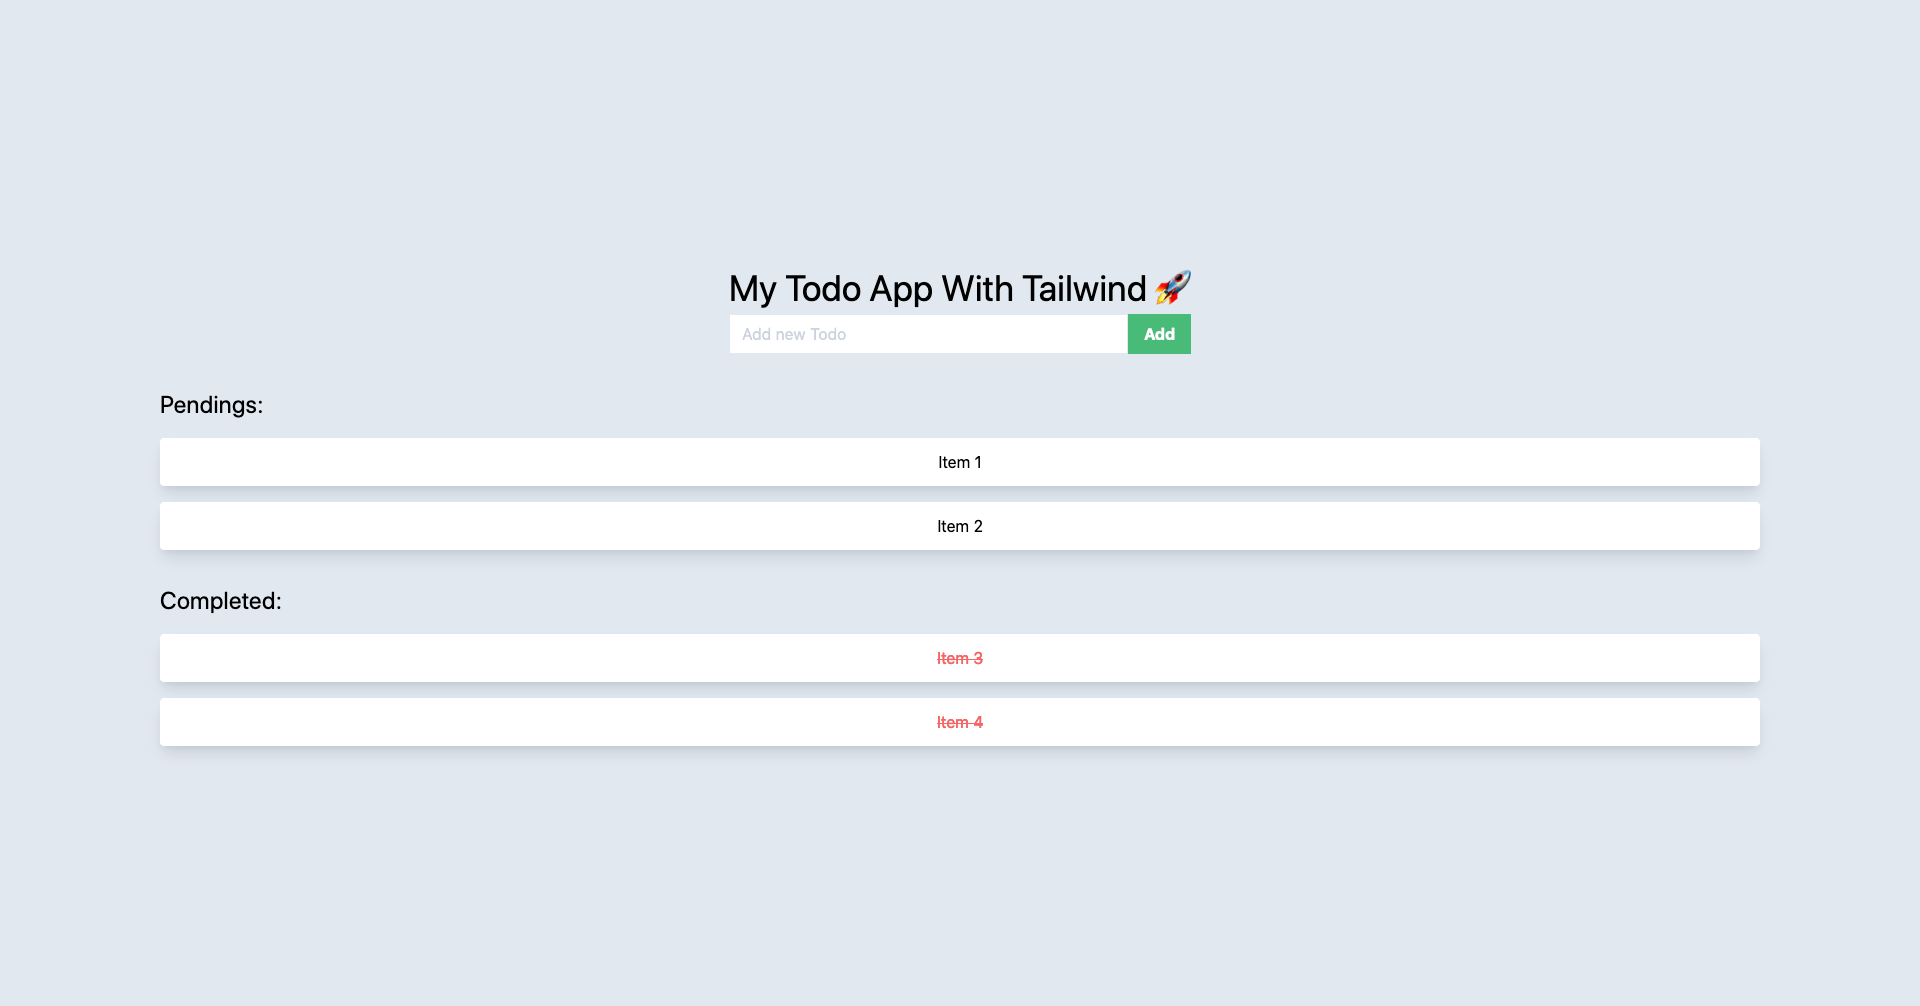 My Todo App With Tailwind 🚀
Add new Todo
Add
Pendings:
Item 1
Item 2
Completed:
Item 3
Item 4